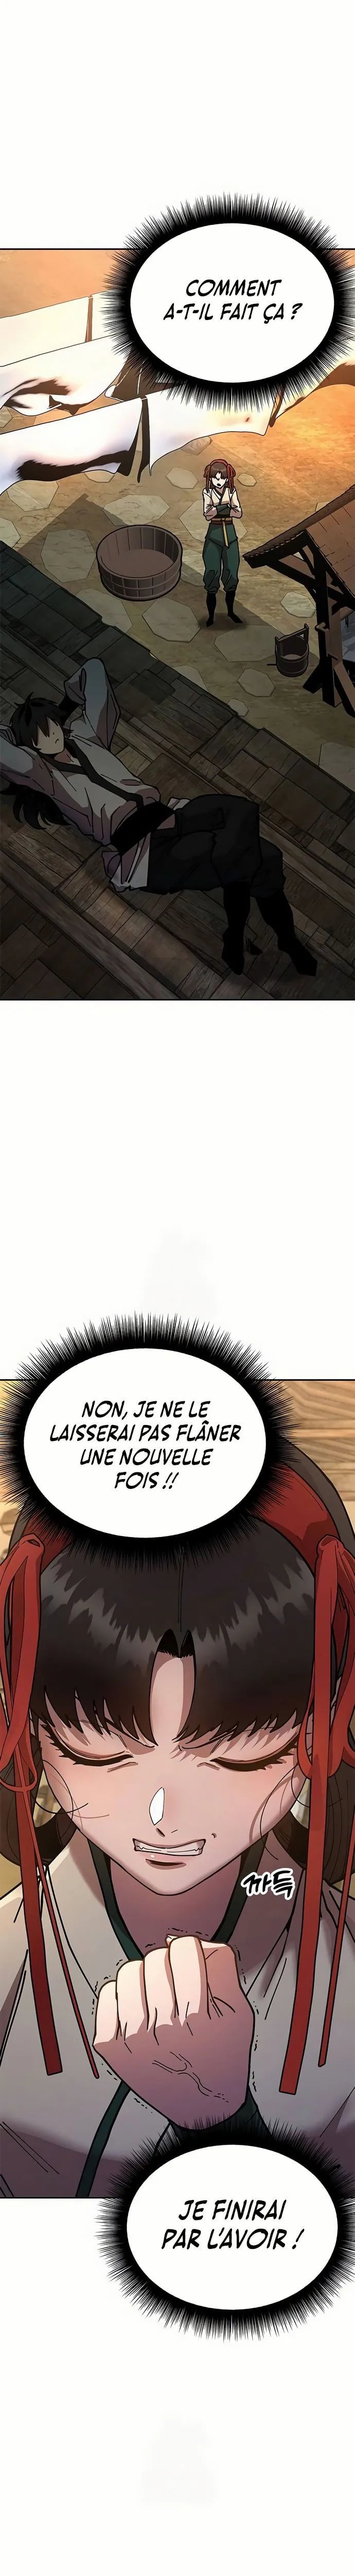 COMMENT
A-T-IL FAIT ÇA ?
NON, JE NE LE
LAISSERAI PAS FLÂNER
UNE NOUVELLE
FOIS !!
까득
JE FINIRAI
PAR L'AVOIR !